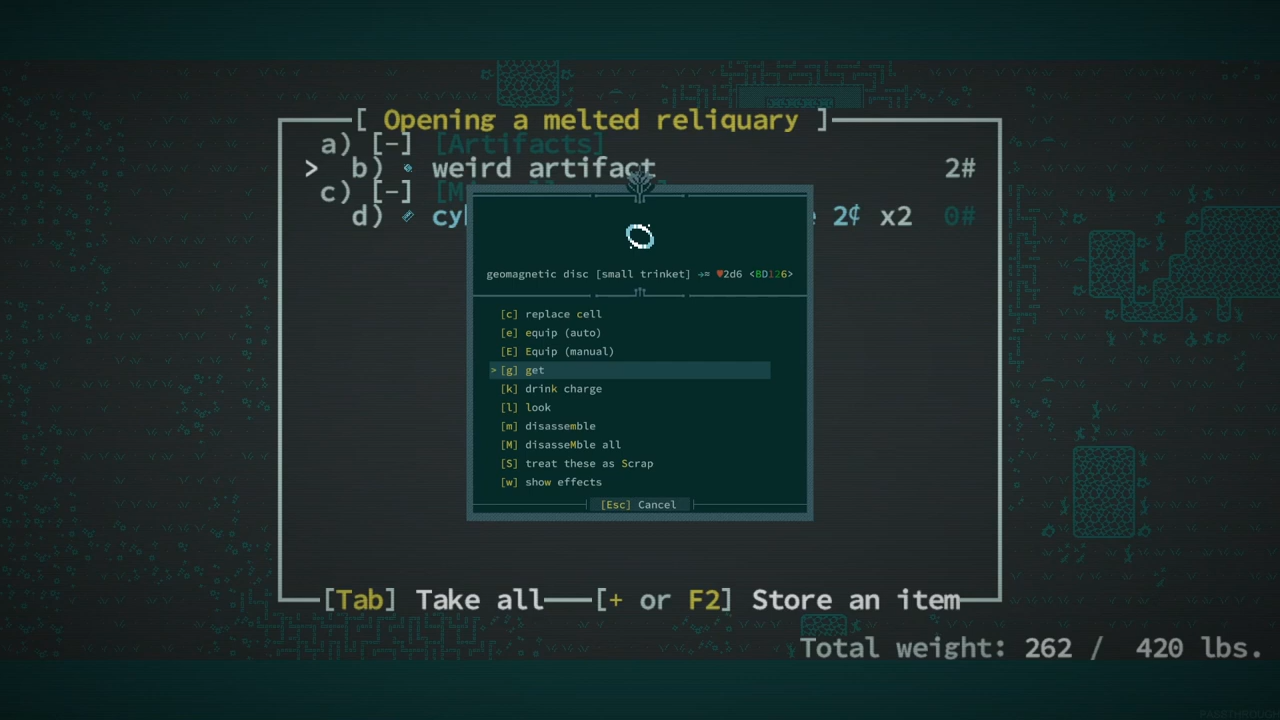 [ Opening a melted reliquary ]
a) [-] [Artifacts]
> b) weird artifact 2#
c) [-]
d) 2¢ x2 0#
geomagnetic disc [small trinket] →= ♥2d6 <BD126>
[c] replace cell
[e] equip (auto)
[E] Equip (manual)
> [g] get
[k] drink charge
[l] look
[m] disassemble
[M] disasseMble all
[S] treat these as Scrap
[w] show effects
[Esc] Cancel
[Tab] Take all [+ or F2] Store an item
Total weight: 262 / 420 lbs.